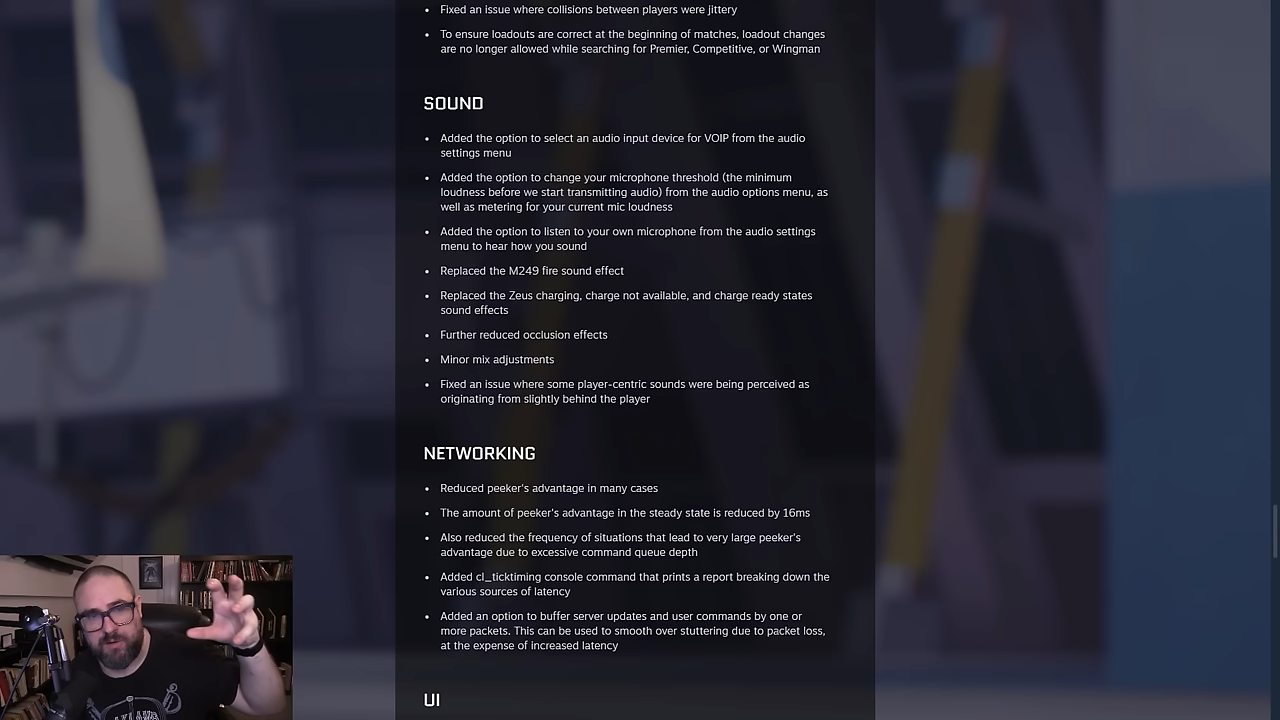 • Fixed an issue where collisions between players were jittery
• To ensure loadouts are correct at the beginning of matches, loadout changes
are no longer allowed while searching for Premier, Competitive, or Wingman
SOUND
• Added the option to select an audio input device for VOIP from the audio
settings menu
• Added the option to change your microphone threshold (the minimum
loudness before we start transmitting audio) from the audio options menu, as
well as metering for your current mic loudness
• Added the option to listen to your own microphone from the audio settings
menu to hear how you sound
• Replaced the M249 fire sound effect
• Replaced the Zeus charging, charge not available, and charge ready states
sound effects
• Further reduced occlusion effects
• Minor mix adjustments
• Fixed an issue where some player-centric sounds were being perceived as
originating from slightly behind the player
NETWORKING
• Reduced peeker's advantage in many cases
• The amount of peeker's advantage in the steady state is reduced by 16ms
• Also reduced the frequency of situations that lead to very large peeker's
advantage due to excessive command queue depth
• Added cl_ticktiming console command that prints a report breaking down the
various sources of latency
• Added an option to buffer server updates and user commands by one or
more packets. This can be used to smooth over stuttering due to packet loss,
at the expense of increased latency
UI